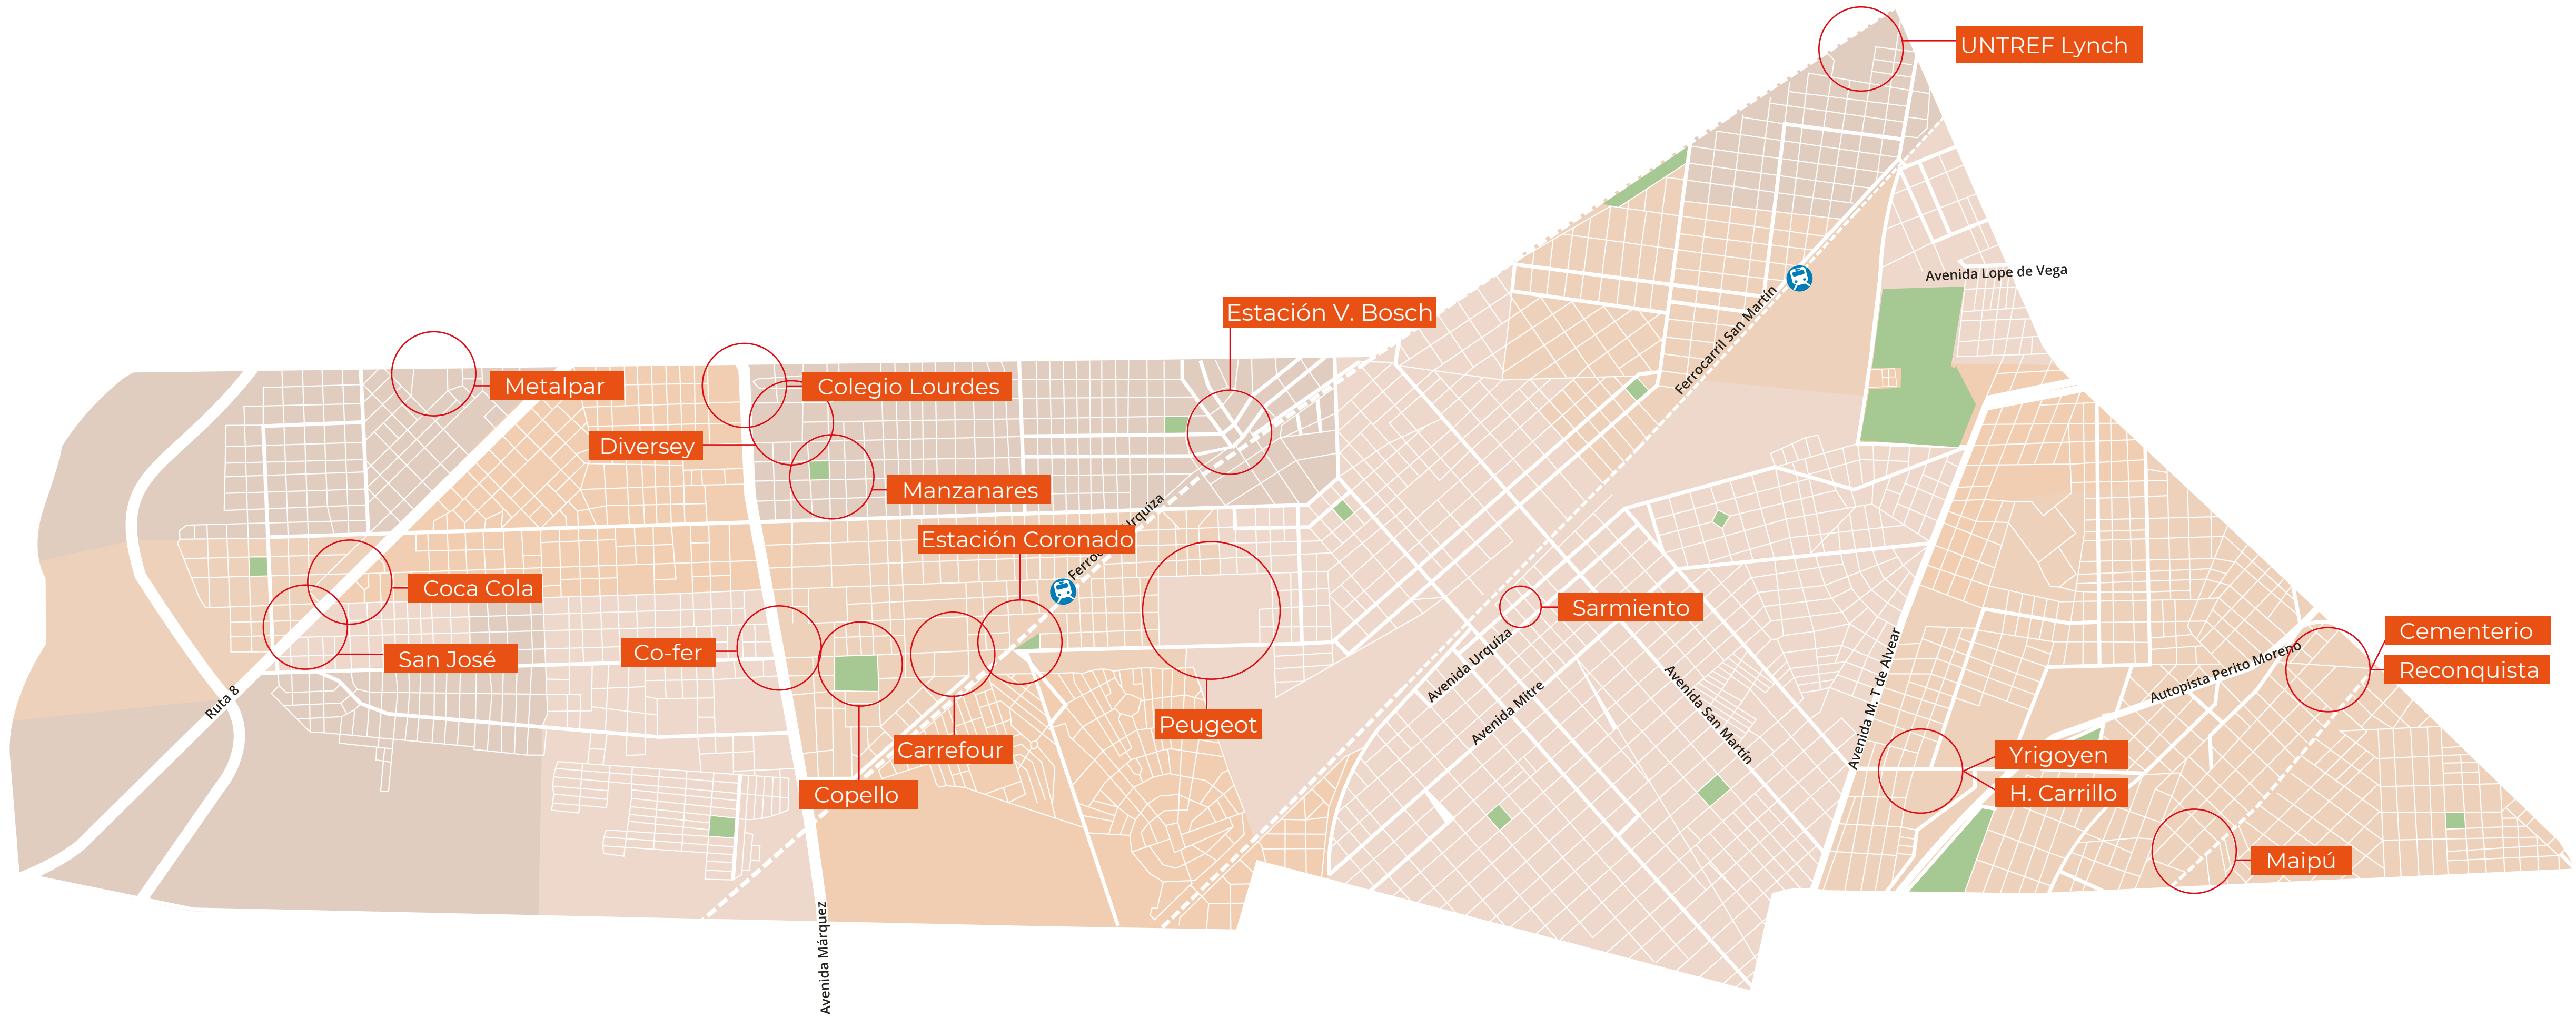 UNTREF Lynch
Avenida Lope de Vega
Estación V. Bosch
Ferrocarril San Martín
Metalpar
Colegio Lourdes
Diversey
Manzanares
Estación Coronado
Coca Cola
Sarmiento
San José
Co-fer
Cementerio
Reconquista
Autopista Perito Moreno
Avenida Urquiza
Avenida Mitre
Avenida San Martín
Avenida M. T de Alvear
Ruta 8
Peugeot
Carrefour
Yrigoyen
H. Carrillo
Copello
Maipú
Avenida Márquez